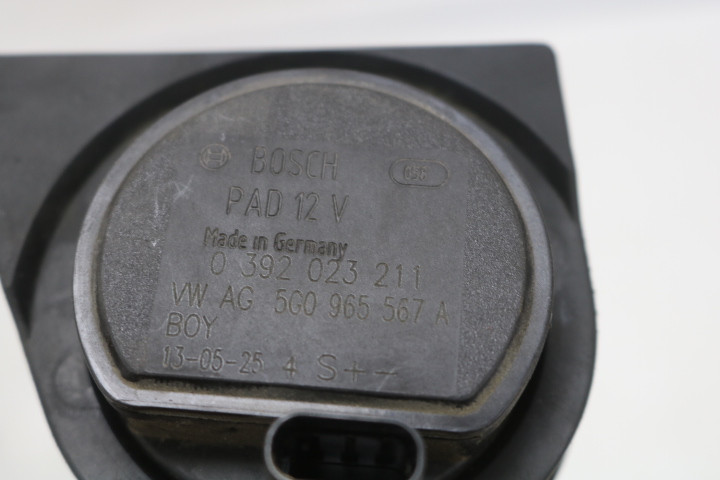 BOSCH
PAD 12 V
Made in Germany
0 392 023 211
VW AG 5G0 965 567 A
BOY
13-05-25 4 S+-